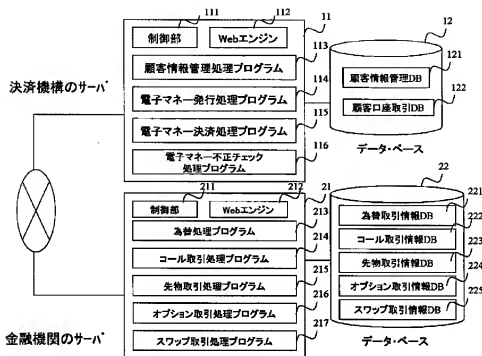 111
112
11
制御部
Webエンジン
113
顧客情報管理処理プログラム
114
電子マネー発行処理プログラム
115
電子マネー決済処理プログラム
116
電子マネー不正チェック
処理プログラム
決済機構のサーバ
12
121
顧客情報管理DB
122
顧客口座取引DB
データ・ベース
211
212
21
制御部
Webエンジン
213
為替処理プログラム
214
コール取引処理プログラム
215
先物取引処理プログラム
216
オプション取引処理プログラム
217
スワップ取引処理プログラム
金融機関のサーバ
22
221
為替取引情報DB
222
コール取引情報DB
223
先物取引情報DB
224
オプション取引情報DB
225
スワップ取引情報DB
データ・ベース